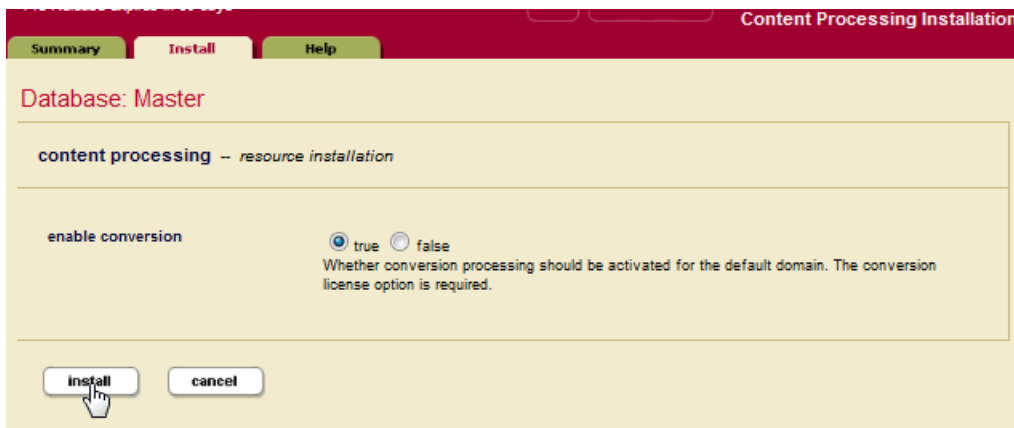 Content Processing Installation
Summary Install Help
Database: Master
content processing -- resource installation
enable conversion
true false
Whether conversion processing should be activated for the default domain. The conversion
license option is required.
install cancel